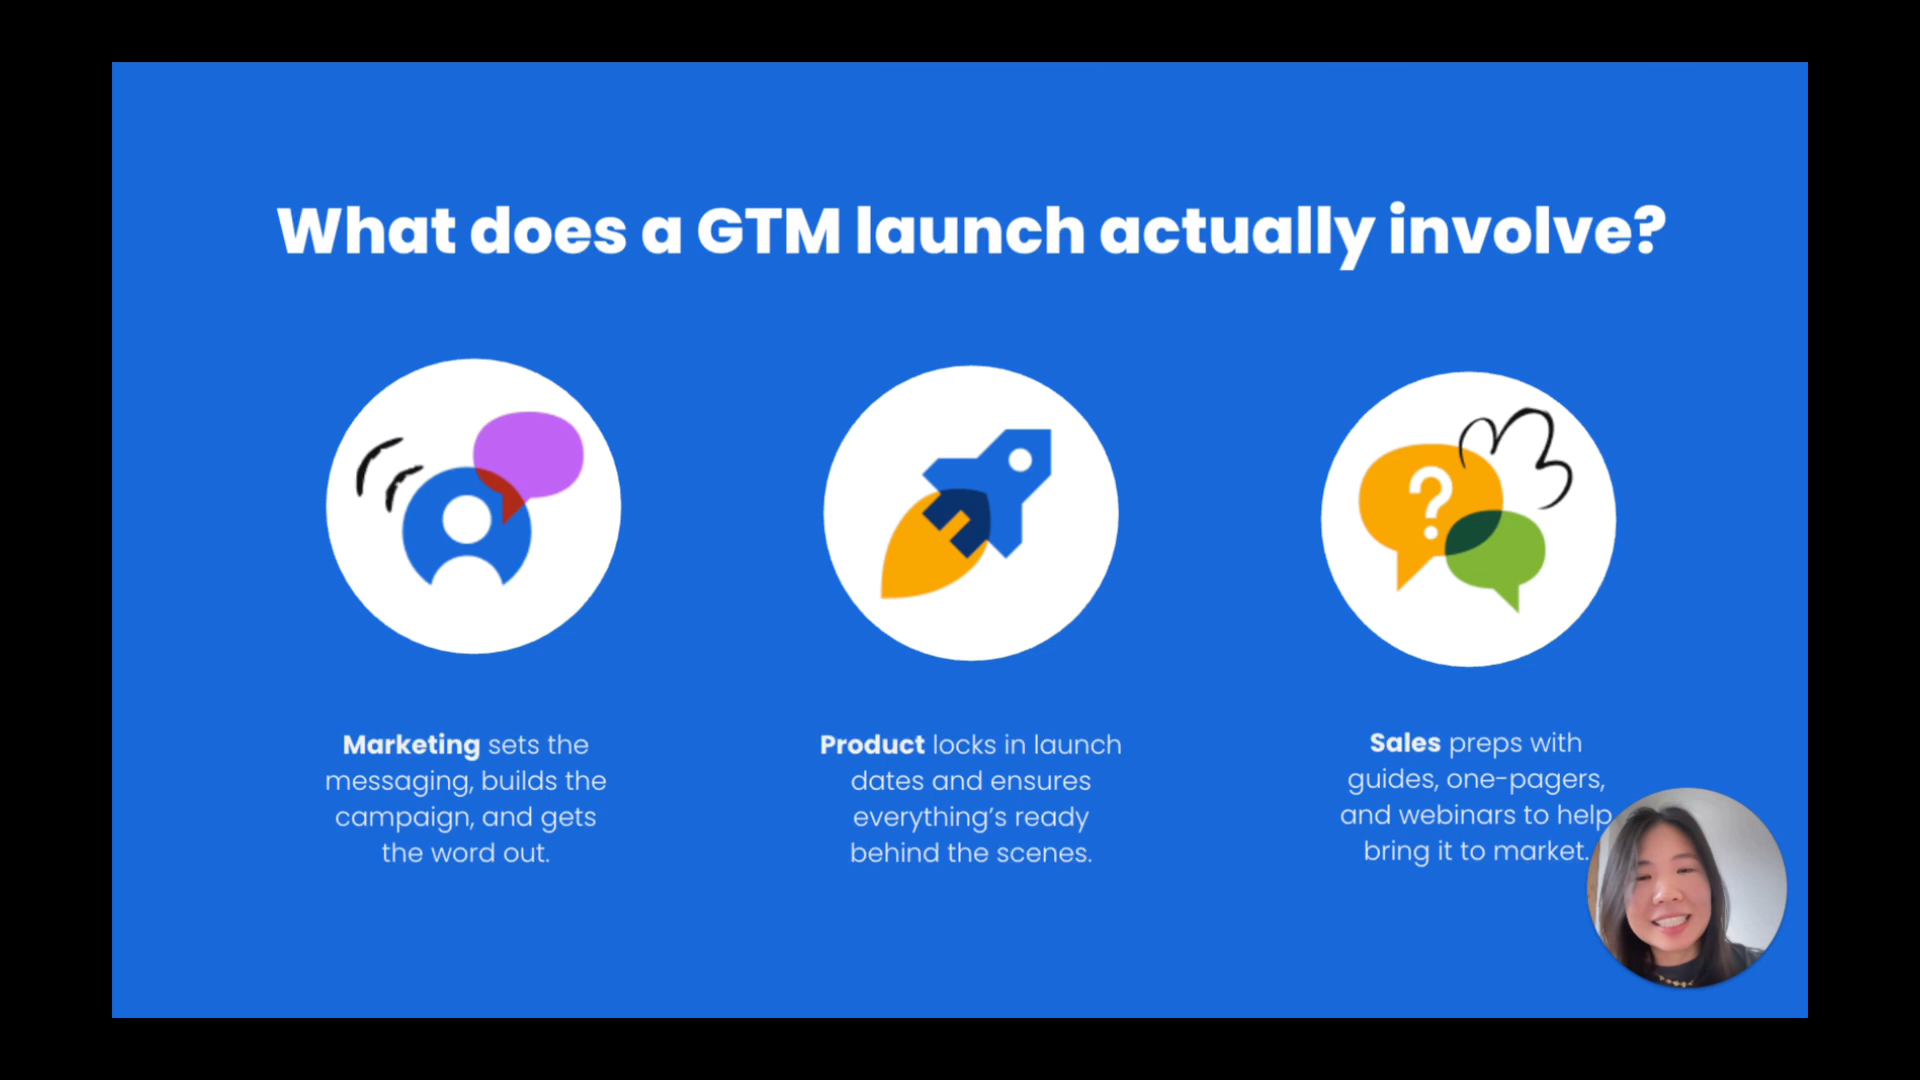 What does a GTM launch actually involve?
Marketing sets the
messaging, builds the
campaign, and gets
the word out.
Product locks in launch
dates and ensures
everything’s ready
behind the scenes.
?
Sales preps with
guides, one-pagers,
and webinars to help
bring it to market.